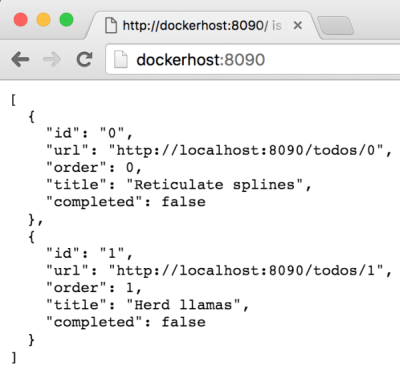 http://dockerhost:8090/ is
dockerhost:8090
[
  {
    "id": "0",
    "url": "http://localhost:8090/todos/0",
    "order": 0,
    "title": "Reticulate splines",
    "completed": false
  },
  {
    "id": "1",
    "url": "http://localhost:8090/todos/1",
    "order": 1,
    "title": "Herd llamas",
    "completed": false
  }
]